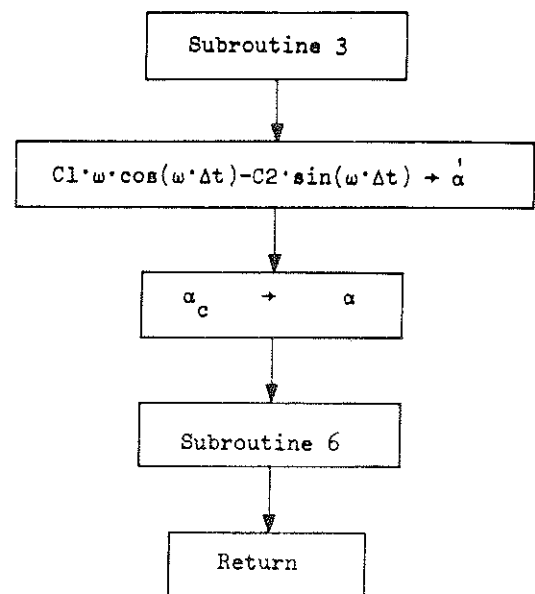 Subroutine 3
C1·ω·cos(ω·Δt)-C2·sin(ω·Δt) → α̇
α_c → α
Subroutine 6
Return